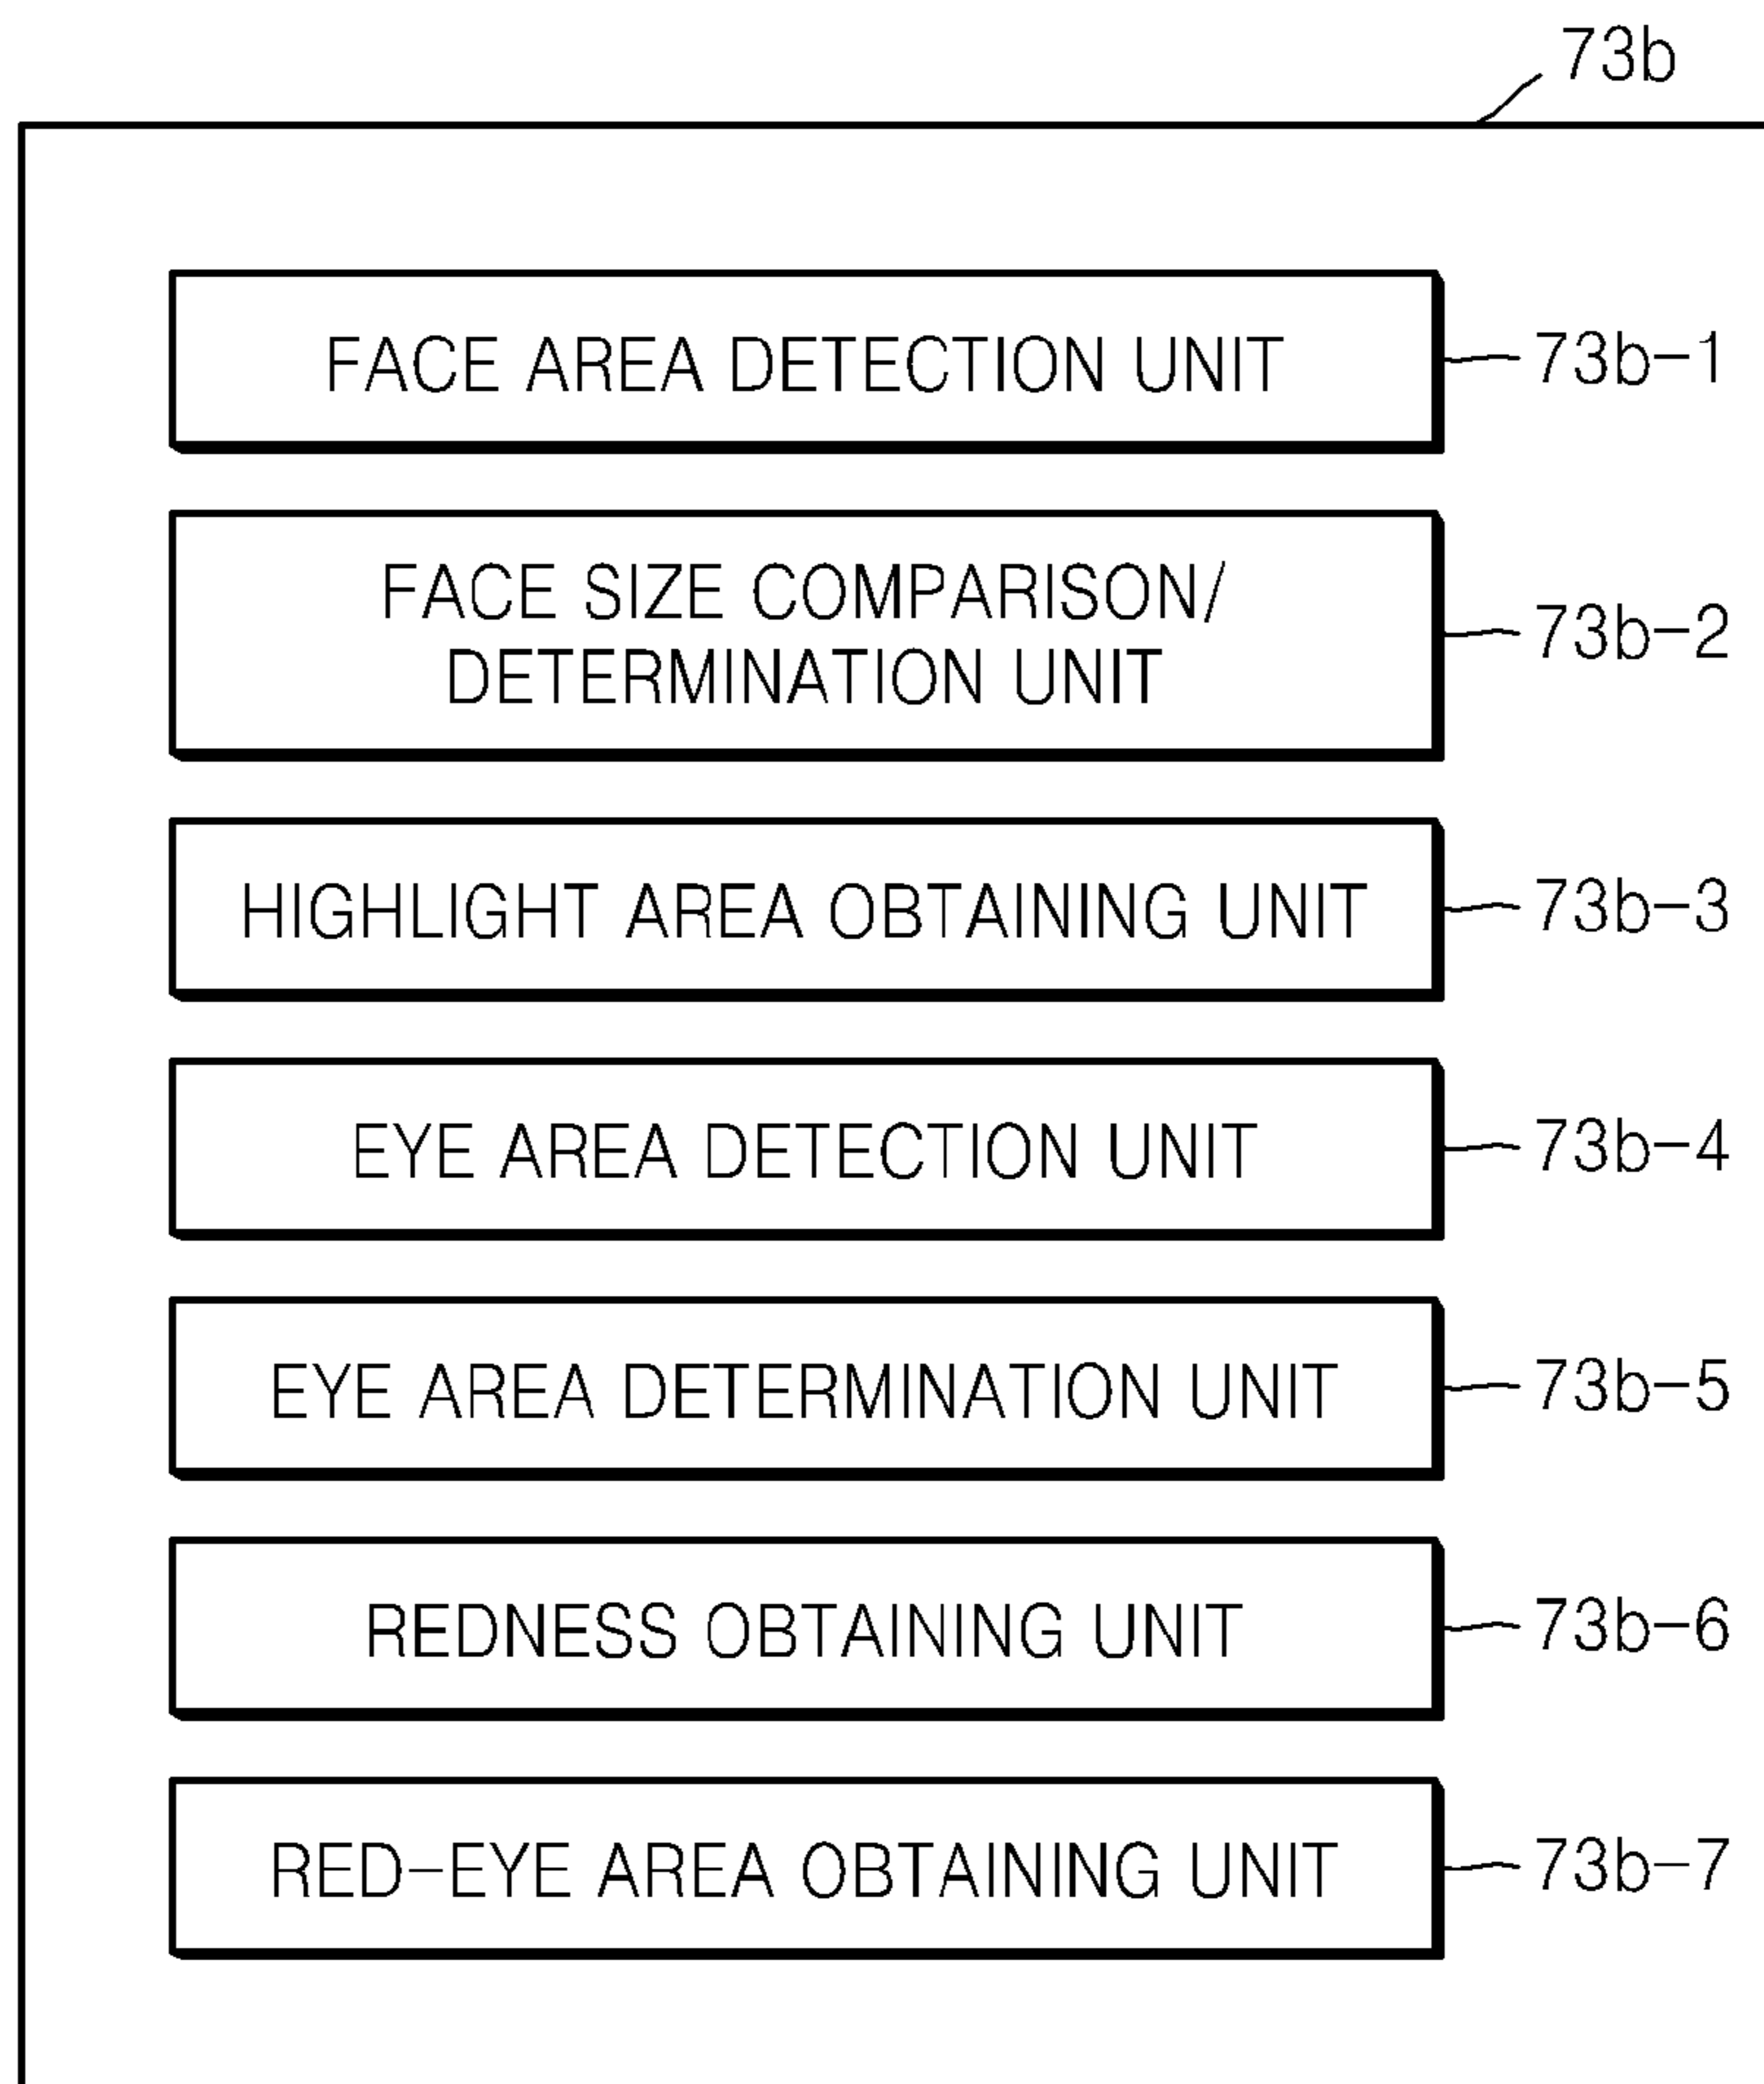 73b
FACE AREA DETECTION UNIT
73b-1
FACE SIZE COMPARISON/
DETERMINATION UNIT
73b-2
HIGHLIGHT AREA OBTAINING UNIT
73b-3
EYE AREA DETECTION UNIT
73b-4
EYE AREA DETERMINATION UNIT
73b-5
REDNESS OBTAINING UNIT
73b-6
RED-EYE AREA OBTAINING UNIT
73b-7